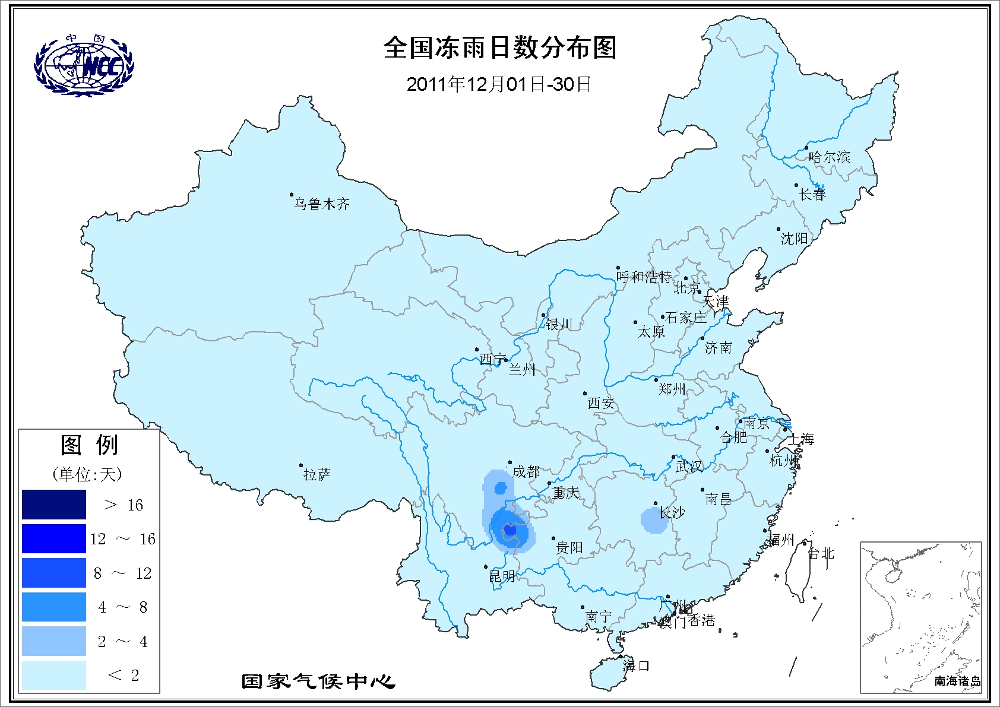 中 国
NCC
全国冻雨日数分布图
2011年12月01日-30日
哈尔滨
长春
乌鲁木齐
沈阳
呼和浩特
北京
天津
石家庄
银川
太原
济南
西宁
兰州
郑州
西安
南京
合肥
上海
杭州
武汉
拉萨
成都
重庆
南昌
长沙
福州
贵阳
台北
昆明
广州
南宁
澳门
香港
海口
图 例
(单位:天)
> 16
12 ~ 16
8 ~ 12
4 ~ 8
2 ~ 4
< 2
国家气候中心
南海诸岛